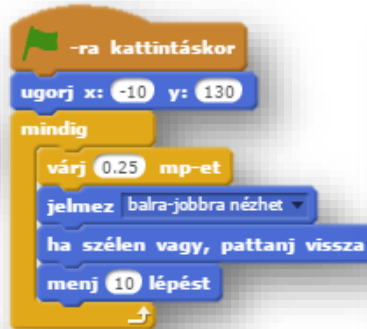 -ra kattintáskor
ugorj x: -10 y: 130
mindig
várj 0.25 mp-et
jelmez balra-jobbra nézhet
ha szélen vagy, pattanj vissza
menj 10 lépést